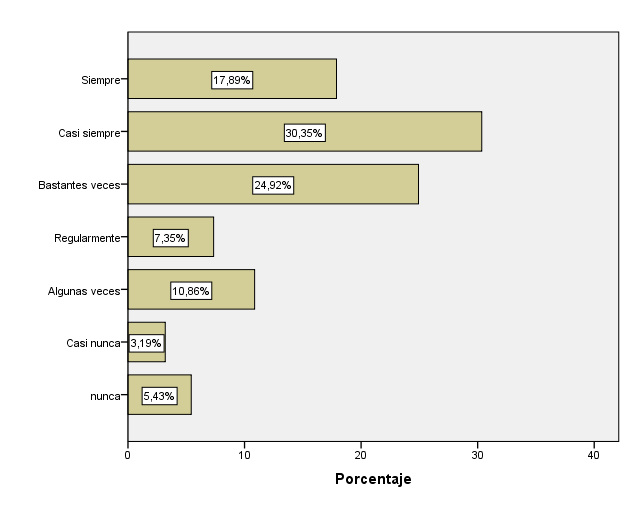 Siempre 17,89%
Casi siempre 30,35%
Bastantes veces 24,92%
Regularmente 7,35%
Algunas veces 10,86%
Casi nunca 3,19%
nunca 5,43%
0 10 20 30 40
Porcentaje